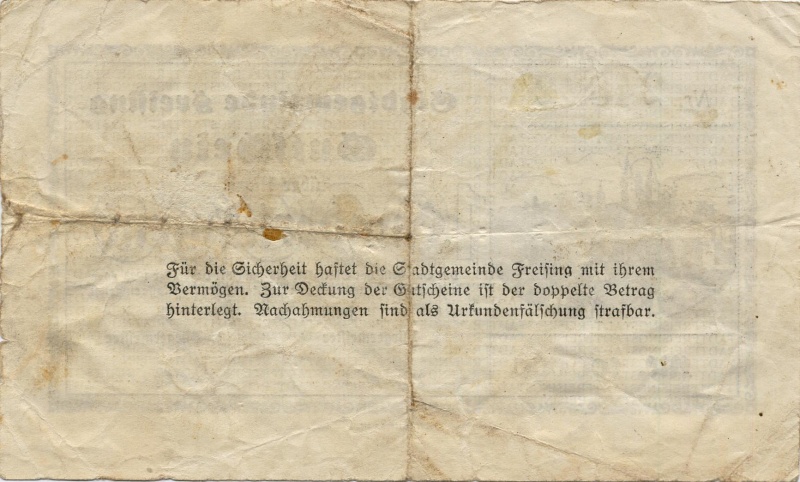 Für die Sicherheit haftet die Stadtgemeinde Freising mit ihrem
Vermögen. Zur Deckung der Gutscheine ist der doppelte Betrag
hinterlegt. Nachahmungen sind als Urkundenfälschung strafbar.